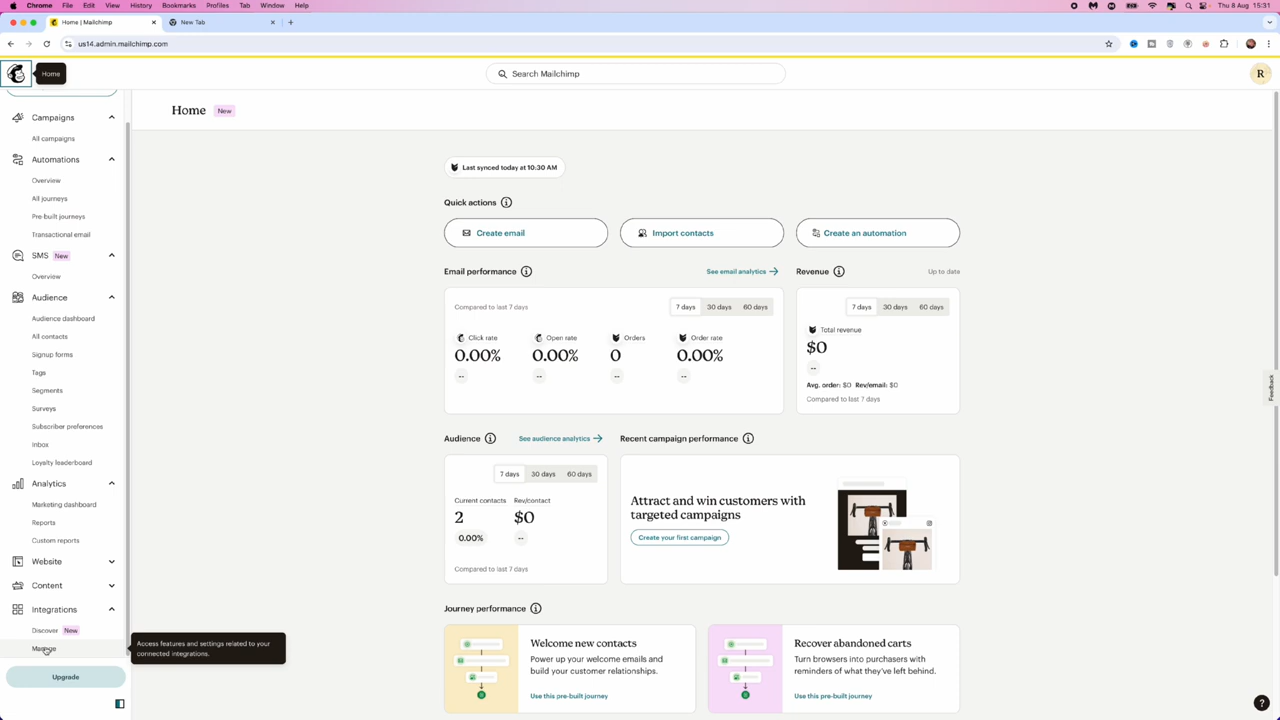 Chrome File Edit View History Bookmarks Profiles Tab Window Help Thu 8 Aug 15:31
Home | Mailchimp
New Tab
us14.admin.mailchimp.com
Home
Search Mailchimp
R
Campaigns
All campaigns
Automations
Overview
All journeys
Pre-built journeys
Transactional email
SMS New
Overview
Audience
Audience dashboard
All contacts
Signup forms
Tags
Segments
Surveys
Subscriber preferences
Inbox
Loyalty leaderboard
Analytics
Marketing dashboard
Reports
Custom reports
Website
Content
Integrations
Discover New
Manage
Access features and settings related to your
connected integrations.
Upgrade
Home New
Last synced today at 10:30 AM
Quick actions
Create email
Import contacts
Create an automation
Email performance
See email analytics
Compared to last 7 days
7 days 30 days 60 days
Click rate
0.00%
--
Open rate
0.00%
--
Orders
0
--
Order rate
0.00%
--
Revenue
Up to date
7 days 30 days 60 days
Total revenue
$0
--
Avg. order: $0 Rev/email: $0
Compared to last 7 days
Audience
See audience analytics
7 days 30 days 60 days
Current contacts
2
0.00%
Rev/contact
$0
--
Compared to last 7 days
Recent campaign performance
Attract and win customers with
targeted campaigns
Create your first campaign
Journey performance
Welcome new contacts
Power up your welcome emails and
build your customer relationships.
Use this pre-built journey
Recover abandoned carts
Turn browsers into purchasers with
reminders of what they've left behind.
Use this pre-built journey
Feedback
?